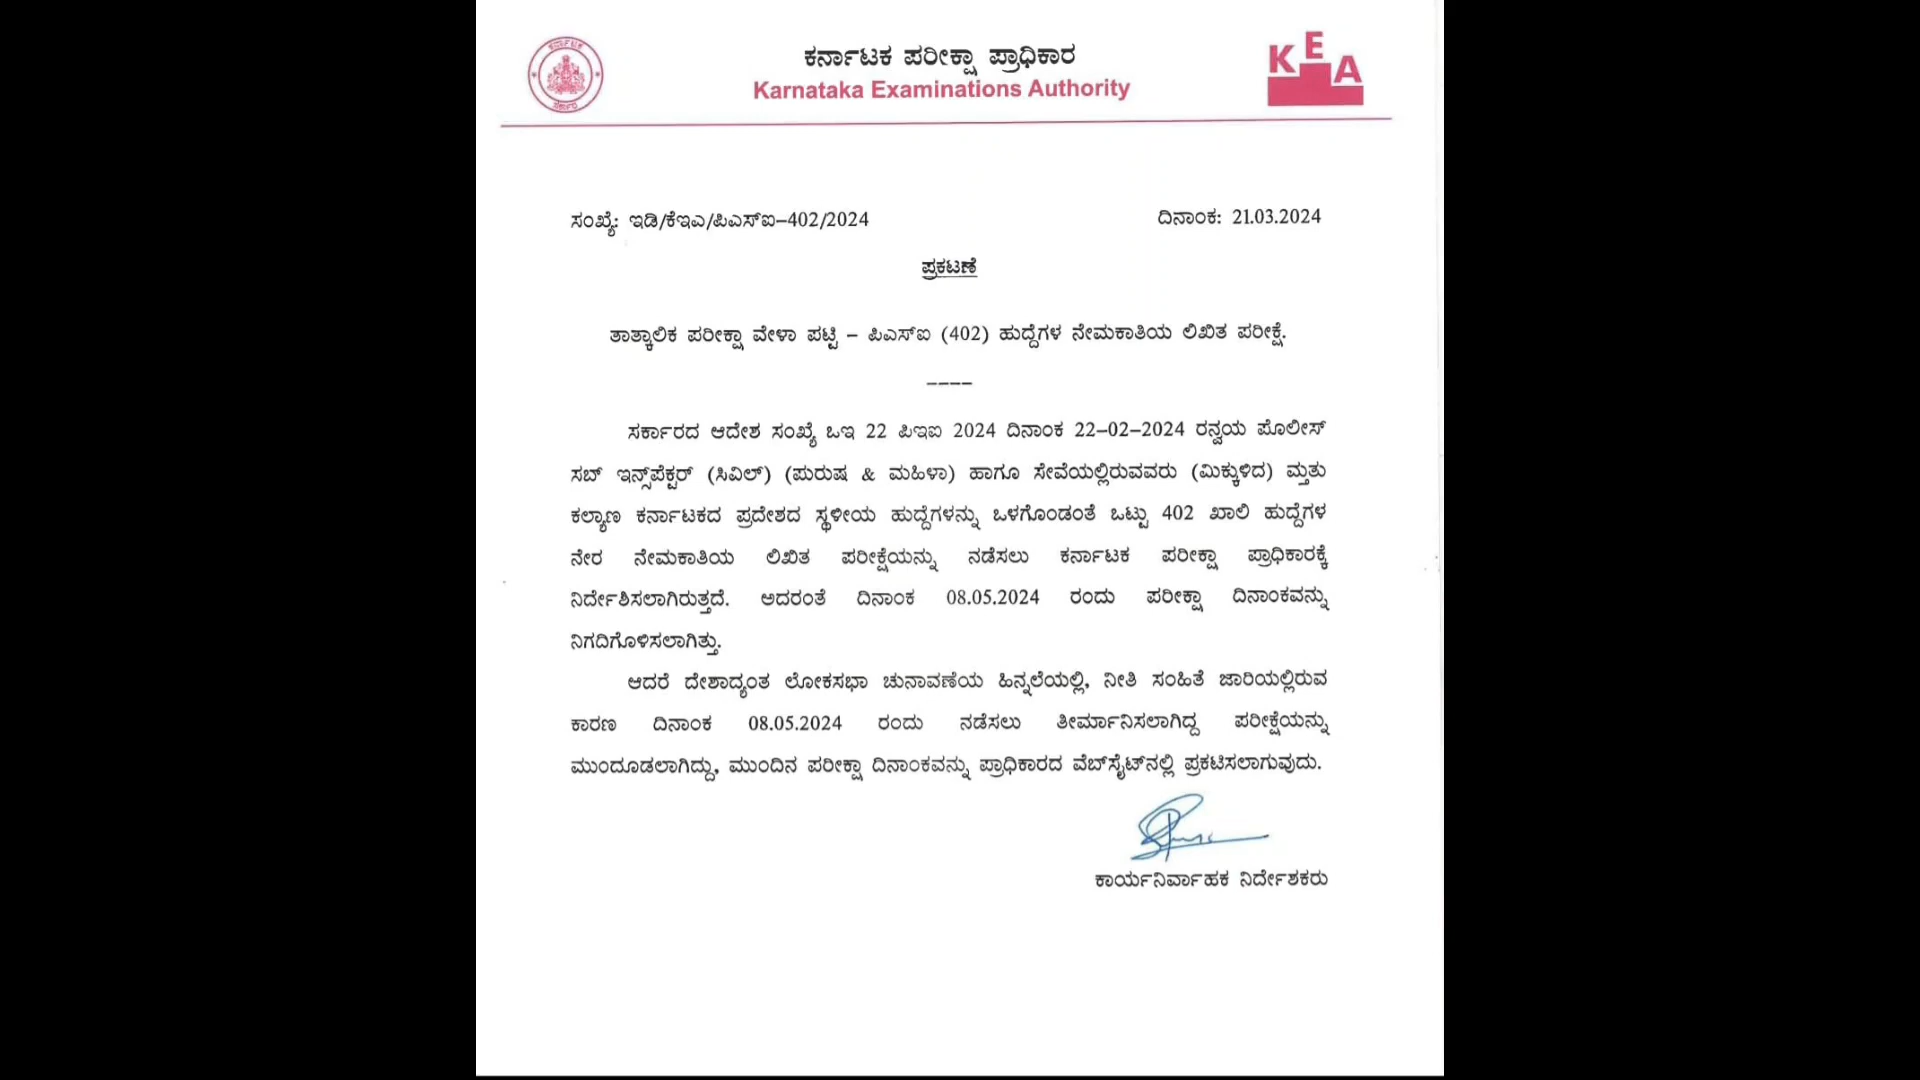 ಕರ್ನಾಟಕ
ಸರ್ಕಾರ
ಕರ್ನಾಟಕ ಪರೀಕ್ಷಾ ಪ್ರಾಧಿಕಾರ
Karnataka Examinations Authority
KEA
ಸಂಖ್ಯೆ: ಇಡಿ/ಕೆಇಎ/ಪಿಎಸ್ಐ–402/2024
ದಿನಾಂಕ: 21.03.2024
ಪ್ರಕಟಣೆ
ತಾತ್ಕಾಲಿಕ ಪರೀಕ್ಷಾ ವೇಳಾ ಪಟ್ಟಿ – ಪಿಎಸ್ಐ (402) ಹುದ್ದೆಗಳ ನೇಮಕಾತಿಯ ಲಿಖಿತ ಪರೀಕ್ಷೆ.
––––
ಸರ್ಕಾರದ ಆದೇಶ ಸಂಖ್ಯೆ ಒಇ 22 ಪಿಇಐ 2024 ದಿನಾಂಕ 22–02–2024 ರನ್ವಯ ಪೊಲೀಸ್
ಸಬ್ ಇನ್ಸ್‌ಪೆಕ್ಟರ್ (ಸಿವಿಲ್) (ಪುರುಷ & ಮಹಿಳಾ) ಹಾಗೂ ಸೇವೆಯಲ್ಲಿರುವವರು (ಮಿಕ್ಕುಳಿದ) ಮ್ತತು
ಕಲ್ಯಾಣ ಕರ್ನಾಟಕದ ಪ್ರದೇಶದ ಸ್ಥಳೀಯ ಹುದ್ದೆಗಳನ್ನು ಒಳಗೊಂಡಂತೆ ಒಟ್ಟು 402 ಖಾಲಿ ಹುದ್ದೆಗಳ
ನೇರ ನೇಮಕಾತಿಯ ಲಿಖಿತ ಪರೀಕ್ಷೆಯನ್ನು ನಡೆಸಲು ಕರ್ನಾಟಕ ಪರೀಕ್ಷಾ ಪ್ರಾಧಿಕಾರಕ್ಕೆ
ನಿರ್ದೇಶಿಸಲಾಗಿರುತ್ತದೆ. ಅದರಂತೆ ದಿನಾಂಕ 08.05.2024 ರಂದು ಪರೀಕ್ಷಾ ದಿನಾಂಕವನ್ನು
ನಿಗದಿಗೊಳಿಸಲಾಗಿತ್ತು.
ಆದರೆ ದೇಶಾದ್ಯಂತ ಲೋಕಸಭಾ ಚುನಾವಣೆಯ ಹಿನ್ನಲೆಯಲ್ಲಿ, ನೀತಿ ಸಂಹಿತೆ ಜಾರಿಯಲ್ಲಿರುವ
ಕಾರಣ ದಿನಾಂಕ 08.05.2024 ರಂದು ನಡೆಸಲು ತೀರ್ಮಾನಿಸಲಾಗಿದ್ದ ಪರೀಕ್ಷೆಯನ್ನು
ಮುಂದೂಡಲಾಗಿದ್ದು, ಮುಂದಿನ ಪರೀಕ್ಷಾ ದಿನಾಂಕವನ್ನು ಪ್ರಾಧಿಕಾರದ ವೆಬ್‌ಸೈಟ್‌ನಲ್ಲಿ ಪ್ರಕಟಿಸಲಾಗುವುದು.
ಕಾರ್ಯನಿರ್ವಾಹಕ ನಿರ್ದೇಶಕರು